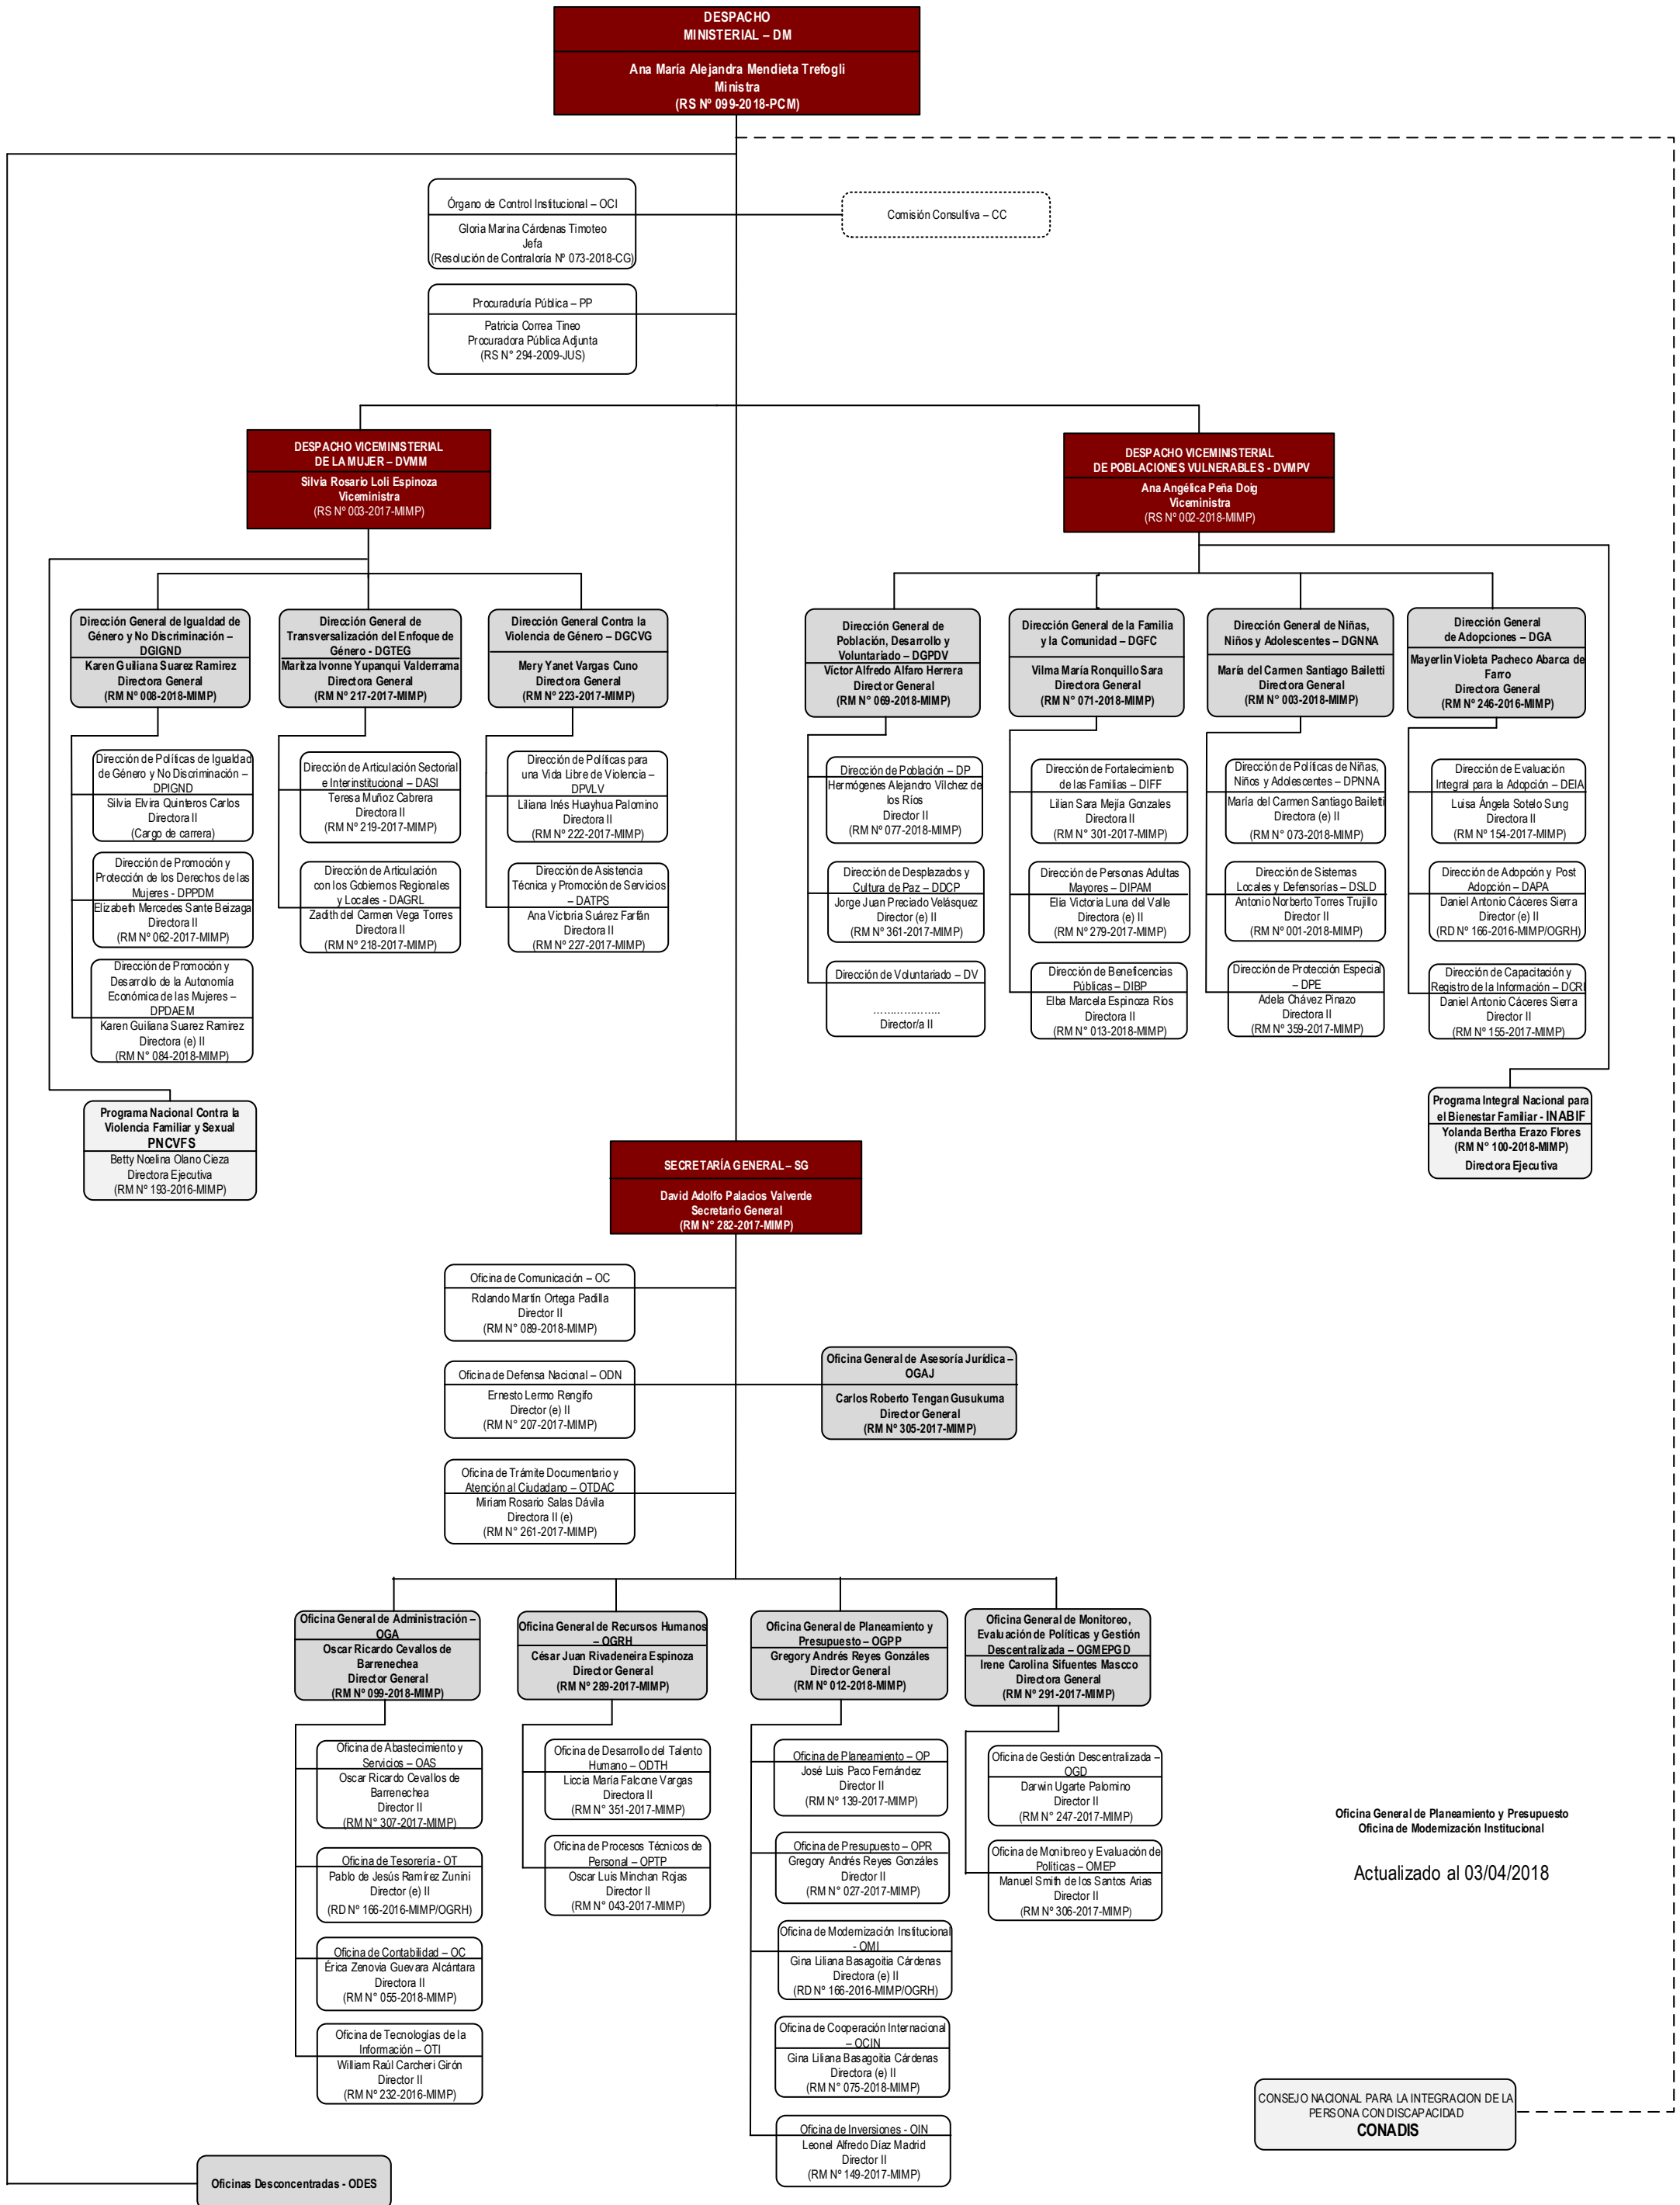 DESPACHO
MINISTERIAL – DM
Ana María Alejandra Mendieta Trefogli
Ministra
(RS Nº 099-2018-PCM)
Órgano de Control Institucional – OCI
Gloria Marina Cárdenas Timoteo
Jefa
(Resolución de Contraloría Nº 073-2018-CG)
Comisión Consultiva – CC
Procuraduría Pública – PP
Patricia Correa Tineo
Procuradora Pública Adjunta
(RS N° 294-2009-JUS)
DESPACHO VICEMINISTERIAL
DE LA MUJER – DVMM
Silvia Rosario Loli Espinoza
Viceministra
(RS Nº 003-2017-MIMP)
DESPACHO VICEMINISTERIAL
DE POBLACIONES VULNERABLES - DVMPV
Ana Angélica Peña Doig
Viceministra
(RS Nº 002-2018-MIMP)
Dirección General de Igualdad de
Género y No Discriminación –
DIGIGND
Karen Guiliana Suarez Ramirez
Directora General
(RM Nº 008-2018-MIMP)
Dirección General de
Transversalización del Enfoque de
Género - DGTEG
Maritza Ivonne Yupanqui Valderrama
Directora General
(RM Nº 217-2017-MIMP)
Dirección General Contra la
Violencia de Género – DGCVG
Mery Yanet Vargas Cuno
Directora General
(RM Nº 223-2017-MIMP)
Dirección General de
Población, Desarrollo y
Voluntariado – DGPDV
Víctor Alfredo Alfaro Herrera
Director General
(RM N° 069-2018-MIMP)
Dirección General de la Familia
y la Comunidad – DGFC
Vilma María Ronquillo Sara
Directora General
(RM N° 071-2018-MIMP)
Dirección General de Niñas,
Niños y Adolescentes – DGNNA
María del Carmen Santiago Bailetti
Directora General
(RM N° 003-2018-MIMP)
Dirección General
de Adopciones – DGA
Mayerlin Violeta Pacheco Abarca de
Farro
Directora General
(RM N° 246-2016-MIMP)
Dirección de Políticas de Igualdad
de Género y No Discriminación –
DPIGND
Silvia Elvira Quinteros Carlos
Directora II
(Cargo de carrera)
Dirección de Promoción y
Protección de los Derechos de las
Mujeres - DPPDM
Elizabeth Mercedes Sante Beizaga
Directora II
(RM N° 062-2017-MIMP)
Dirección de Promoción y
Desarrollo de la Autonomía
Económica de las Mujeres –
DPDAEM
Karen Guiliana Suarez Ramirez
Directora (e) II
(RM N° 084-2018-MIMP)
Dirección de Articulación Sectorial
e Interinstitucional – DASI
Teresa Muñoz Cabrera
Directora II
(RM N° 219-2017-MIMP)
Dirección de Articulación
con los Gobiernos Regionales
y Locales - DAGRL
Zadith del Carmen Vega Torres
Directora II
(RM N° 218-2017-MIMP)
Dirección de Políticas para
una Vida Libre de Violencia –
DPVLV
Liliana Inés Huayhua Palomino
Directora II
(RM N° 222-2017-MIMP)
Dirección de Asistencia
Técnica y Promoción de Servicios
– DATPS
Ana Victoria Suárez Farfán
Directora II
(RM N° 227-2017-MIMP)
Dirección de Población – DP
Hermógenes Alejandro Vílchez de
los Ríos
Director II
(RM N° 077-2018-MIMP)
Dirección de Desplazados y
Cultura de Paz – DDCP
Jorge Juan Preciado Velásquez
Director (e) II
(RM N° 361-2017-MIMP)
Dirección de Voluntariado – DV
………………..
Director/a II
Dirección de Fortalecimiento
de las Familias – DIFF
Lilian Sara Mejía Gonzales
Directora II
(RM N° 301-2017-MIMP)
Dirección de Personas Adultas
Mayores – DIPAM
Elia Victoria Luna del Valle
Directora (e) II
(RM N° 279-2017-MIMP)
Dirección de Beneficencias
Públicas – DIBP
Elba Marcela Espinoza Ríos
Directora II
(RM N° 013-2018-MIMP)
Dirección de Políticas de Niñas,
Niños y Adolescentes – DPNNA
María del Carmen Santiago Bailetti
Directora (e) II
(RM Nº 073-2018-MIMP)
Dirección de Sistemas
Locales y Defensorías – DSLD
Antonio Norberto Torres Trujillo
Director II
(RM N° 001-2018-MIMP)
Dirección de Protección Especial
– DPE
Adela Chávez Pinazo
Directora II
(RM N° 359-2017-MIMP)
Dirección de Evaluación
Integral para la Adopción – DEIA
Luisa Ángela Sotelo Sung
Directora II
(RM Nº 154-2017-MIMP)
Dirección de Adopción y Post
Adopción – DAPA
Daniel Antonio Cáceres Sierra
Director (e) II
(RD N° 166-2016-MIMP/OGRH)
Dirección de Capacitación y
Registro de la Información – DCRI
Daniel Antonio Cáceres Sierra
Director II
(RM N° 155-2017-MIMP)
Programa Nacional Contra la
Violencia Familiar y Sexual
PNCVFS
Betty Noelina Olano Cieza
Directora Ejecutiva
(RM Nº 193-2016-MIMP)
Programa Integral Nacional para
el Bienestar Familiar - INABIF
Yolanda Bertha Erazo Flores
(RM N° 100-2018-MIMP)
Directora Ejecutiva
SECRETARÍA GENERAL – SG
David Adolfo Palacios Valverde
Secretario General
(RM N° 282-2017-MIMP)
Oficina de Comunicación – OC
Rolando Martín Ortega Padilla
Director II
(RM N° 089-2018-MIMP)
Oficina de Defensa Nacional – ODN
Ernesto Lermo Rengifo
Director (e) II
(RM N° 207-2017-MIMP)
Oficina General de Asesoría Jurídica –
OGAJ
Carlos Roberto Tengan Gusukuma
Director General
(RM Nº 305-2017-MIMP)
Oficina de Trámite Documentario y
Atención al Ciudadano – OTDAC
Miriam Rosario Salas Dávila
Directora II (e)
(RM N° 261-2017-MIMP)
Oficina General de Administración –
OGA
Oscar Ricardo Cevallos de
Barrenechea
Director General
(RM Nº 099-2018-MIMP)
Oficina General de Recursos Humanos
– OGRH
César Juan Rivadeneira Espinoza
Director General
(RM Nº 289-2017-MIMP)
Oficina General de Planeamiento y
Presupuesto – OGPP
Gregory Andrés Reyes Gonzáles
Director General
(RM Nº 012-2018-MIMP)
Oficina General de Monitoreo,
Evaluación de Políticas y Gestión
Descentralizada – OGMEPGD
Irene Carolina Sifuentes Mascco
Directora General
(RM N° 291-2017-MIMP)
Oficina de Abastecimiento y
Servicios – OAS
Oscar Ricardo Cevallos de
Barrenechea
Director II
(RM N° 307-2017-MIMP)
Oficina de Tesorería - OT
Pablo de Jesús Ramírez Zunini
Director (e) II
(RD Nº 166-2016-MIMP/OGRH)
Oficina de Contabilidad – OC
Érica Zenovia Guevara Alcántara
Directora II
(RM N° 055-2018-MIMP)
Oficina de Tecnologías de la
Información – OTI
William Raúl Carcheri Girón
Director II
(RM N° 232-2016-MIMP)
Oficina de Desarrollo del Talento
Humano – ODTH
Liccia María Falcone Vargas
Directora II
(RM N° 351-2017-MIMP)
Oficina de Procesos Técnicos de
Personal – OPTP
Oscar Luis Minchan Rojas
Director II
(RM N° 043-2017-MIMP)
Oficina de Planeamiento – OP
José Luis Paco Fernández
Director II
(RM N° 139-2017-MIMP)
Oficina de Presupuesto – OPR
Gregory Andrés Reyes Gonzáles
Director II
(RM N° 027-2017-MIMP)
Oficina de Modernización Institucional
- OMI
Gina Liliana Basagoitia Cárdenas
Directora (e) II
(RD Nº 166-2016-MIMP/OGRH)
Oficina de Cooperación Internacional
– OCIN
Gina Liliana Basagoitia Cárdenas
Directora (e) II
(RM N° 075-2018-MIMP)
Oficina de Inversiones - OIN
Leonel Alfredo Díaz Madrid
Director II
(RM N° 149-2017-MIMP)
Oficina de Gestión Descentralizada –
OGD
Darwin Ugarte Palomino
Director II
(RM N° 247-2017-MIMP)
Oficina de Monitoreo y Evaluación de
Políticas – OMEP
Manuel Smith de los Santos Arias
Director II
(RM N° 306-2017-MIMP)
Oficina General de Planeamiento y Presupuesto
Oficina de Modernización Institucional
Actualizado al 03/04/2018
CONSEJO NACIONAL PARA LA INTEGRACION DE LA
PERSONA CON DISCAPACIDAD
CONADIS
Oficinas Desconcentradas - ODES